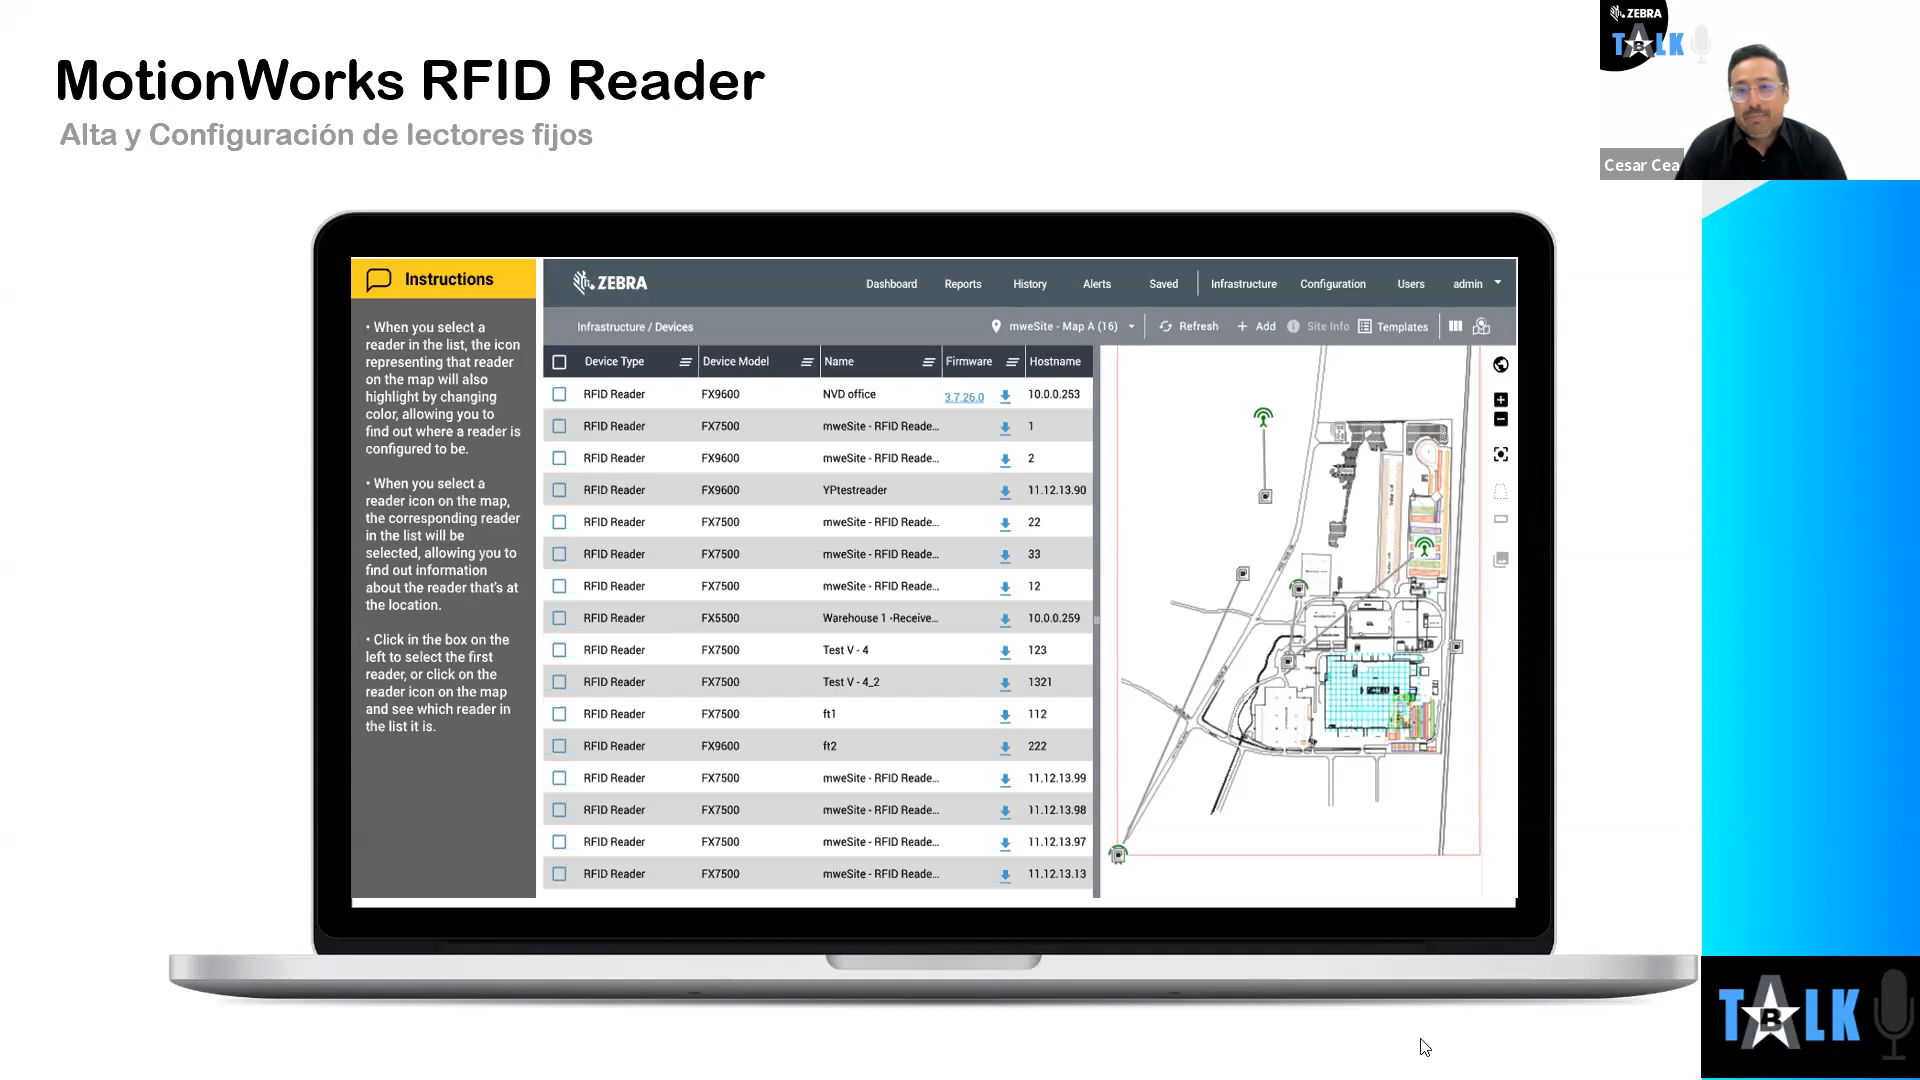 MotionWorks RFID Reader
Alta y Configuración de lectores fijos
ZEBRA
TALK
B
Cesar Cea
Instructions
• When you select a
reader in the list, the icon
representing that reader
on the map will also
highlight by changing
color, allowing you to
find out where a reader is
configured to be.
• When you select a
reader icon on the map,
the corresponding reader
in the list will be
selected, allowing you to
find out information
about the reader that's at
the location.
• Click in the box on the
left to select the first
reader, or click on the
reader icon on the map
and see which reader in
the list it is.
ZEBRA Dashboard Reports History Alerts Saved Infrastructure Configuration Users admin
Infrastructure / Devices mweSite - Map A (16) Refresh + Add Site Info Templates
Device Type Device Model Name Firmware Hostname
RFID Reader FX9600 NVD office 3.7.26.0 10.0.0.253
RFID Reader FX7500 mweSite - RFID Reade... 1
RFID Reader FX9600 mweSite - RFID Reade... 2
RFID Reader FX9600 YPtestreader 11.12.13.90
RFID Reader FX7500 mweSite - RFID Reade... 22
RFID Reader FX7500 mweSite - RFID Reade... 33
RFID Reader FX7500 mweSite - RFID Reade... 12
RFID Reader FX5500 Warehouse 1 -Receive... 10.0.0.259
RFID Reader FX7500 Test V - 4 123
RFID Reader FX7500 Test V - 4_2 1321
RFID Reader FX7500 ft1 112
RFID Reader FX9600 ft2 222
RFID Reader FX7500 mweSite - RFID Reade... 11.12.13.99
RFID Reader FX7500 mweSite - RFID Reade... 11.12.13.98
RFID Reader FX7500 mweSite - RFID Reade... 11.12.13.97
RFID Reader FX7500 mweSite - RFID Reade... 11.12.13.13
TALK
B